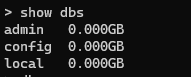 > show dbs
admin   0.000GB
config  0.000GB
local   0.000GB